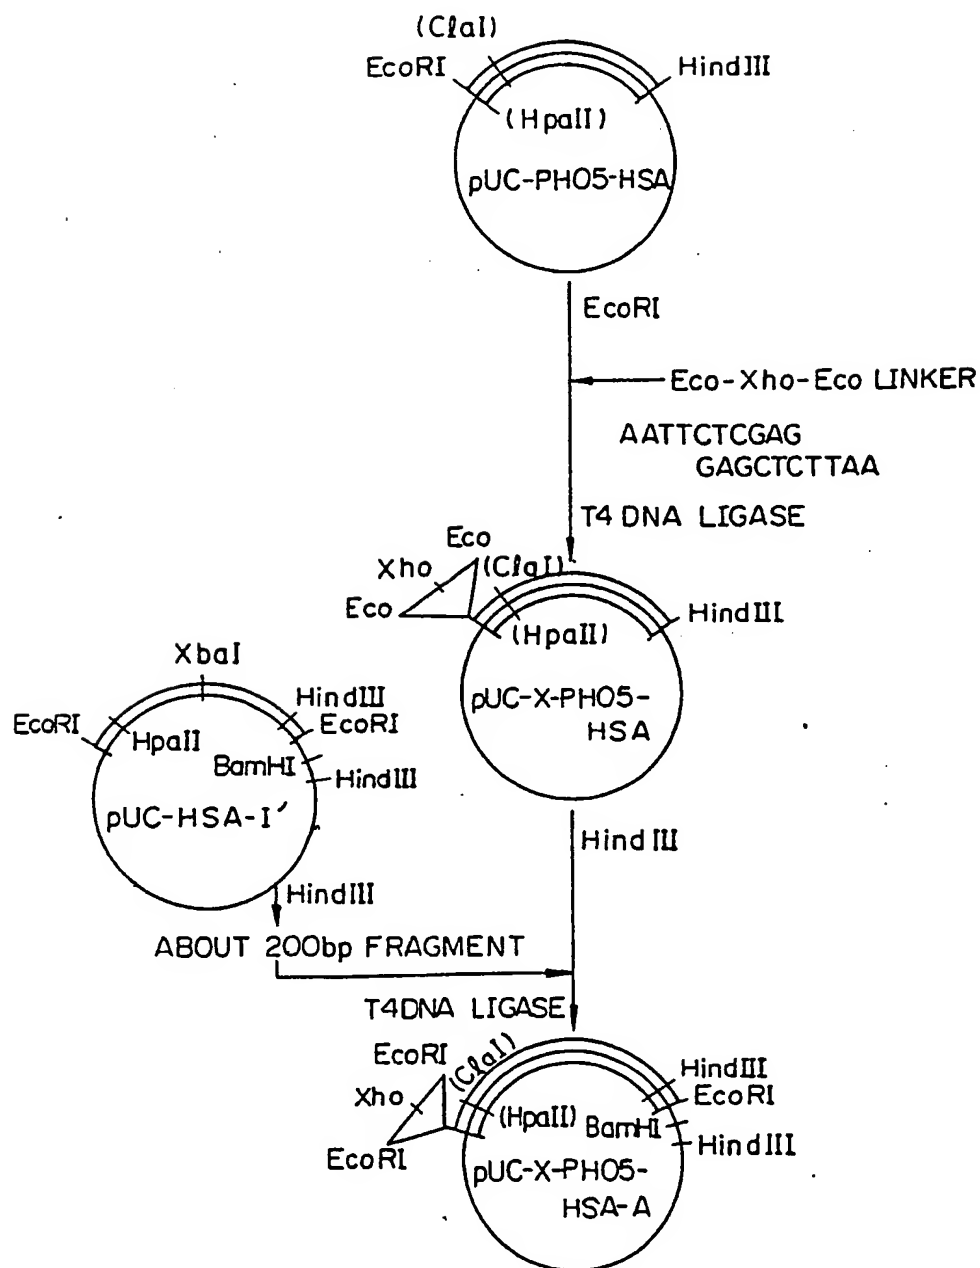 (ClaI)
EcoRI
HindIII
(HpaII)
pUC-PHO5-HSA
EcoRI
Eco-Xho-Eco LINKER
AATTCTCGAG
GAGCTCTTAA
T4 DNA LIGASE
Eco
(ClaI)
Xho
Eco
HindIII
(HpaII)
pUC-X-PHO5-
HSA
XbaI
HindIII
EcoRI
EcoRI
HpaII
BamHI
HindIII
pUC-HSA-I'
HindIII
HindIII
ABOUT 200bp FRAGMENT
T4DNA LIGASE
EcoRI
(ClaI)
HindIII
EcoRI
Xho
(HpaII)
BamHI
HindIII
EcoRI
pUC-X-PHO5-
HSA-A